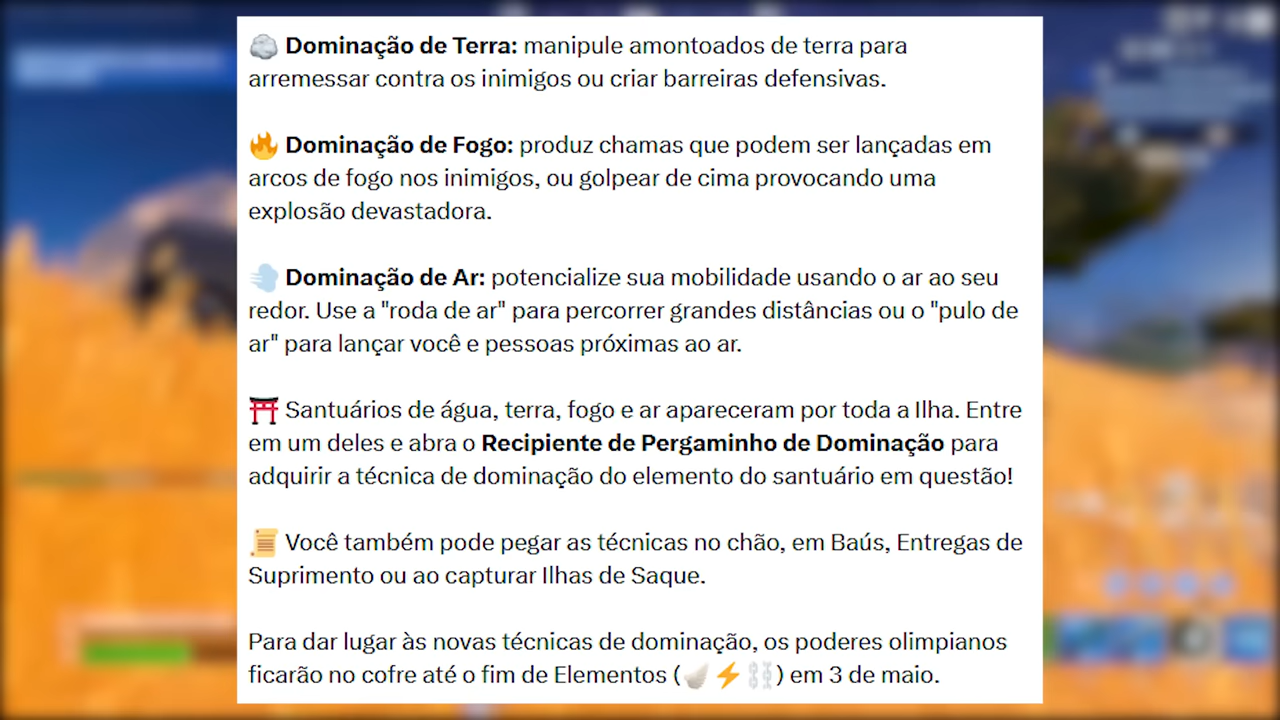 🪨 Dominação de Terra: manipule amontoados de terra para
arremessar contra os inimigos ou criar barreiras defensivas.
🔥 Dominação de Fogo: produz chamas que podem ser lançadas em
arcos de fogo nos inimigos, ou golpear de cima provocando uma
explosão devastadora.
💨 Dominação de Ar: potencialize sua mobilidade usando o ar ao seu
redor. Use a "roda de ar" para percorrer grandes distâncias ou o "pulo de
ar" para lançar você e pessoas próximas ao ar.
⛩️ Santuários de água, terra, fogo e ar apareceram por toda a Ilha. Entre
em um deles e abra o Recipiente de Pergaminho de Dominação para
adquirir a técnica de dominação do elemento do santuário em questão!
📜 Você também pode pegar as técnicas no chão, em Baús, Entregas de
Suprimento ou ao capturar Ilhas de Saque.
Para dar lugar às novas técnicas de dominação, os poderes olimpianos
ficarão no cofre até o fim de Elementos (🪽⚡⛓️) em 3 de maio.